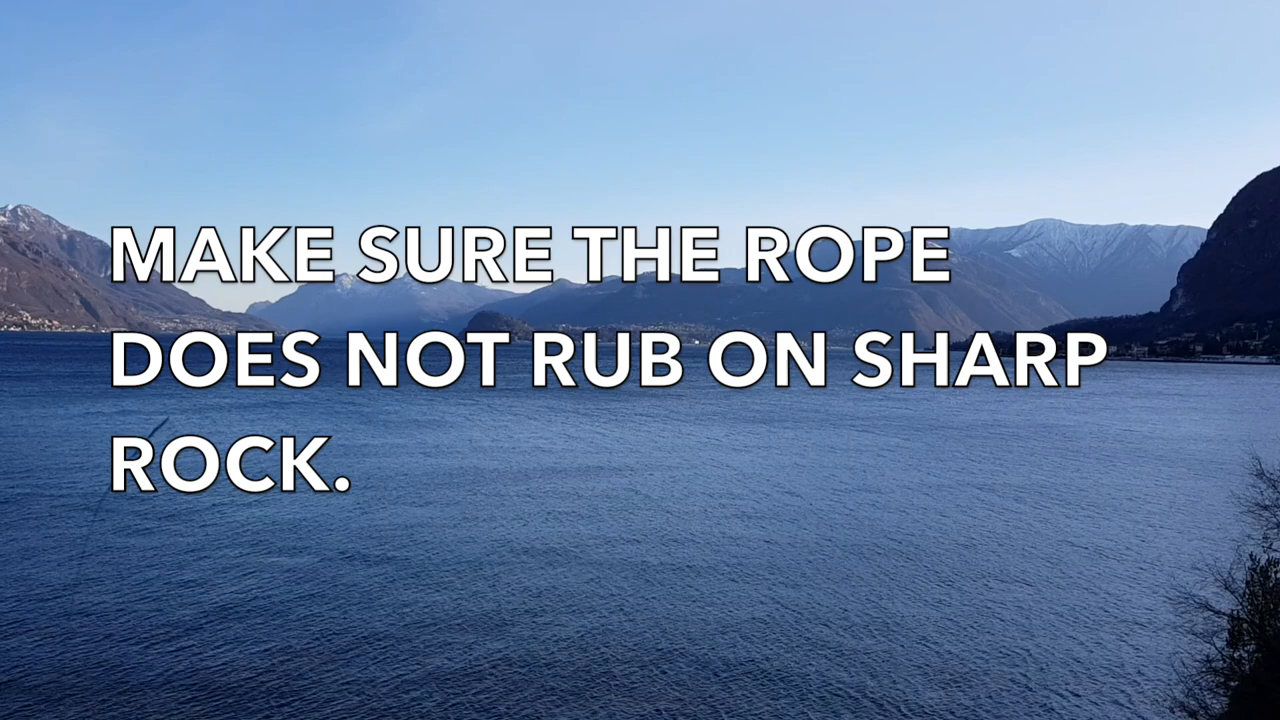 MAKE SURE THE ROPE
DOES NOT RUB ON SHARP
ROCK.